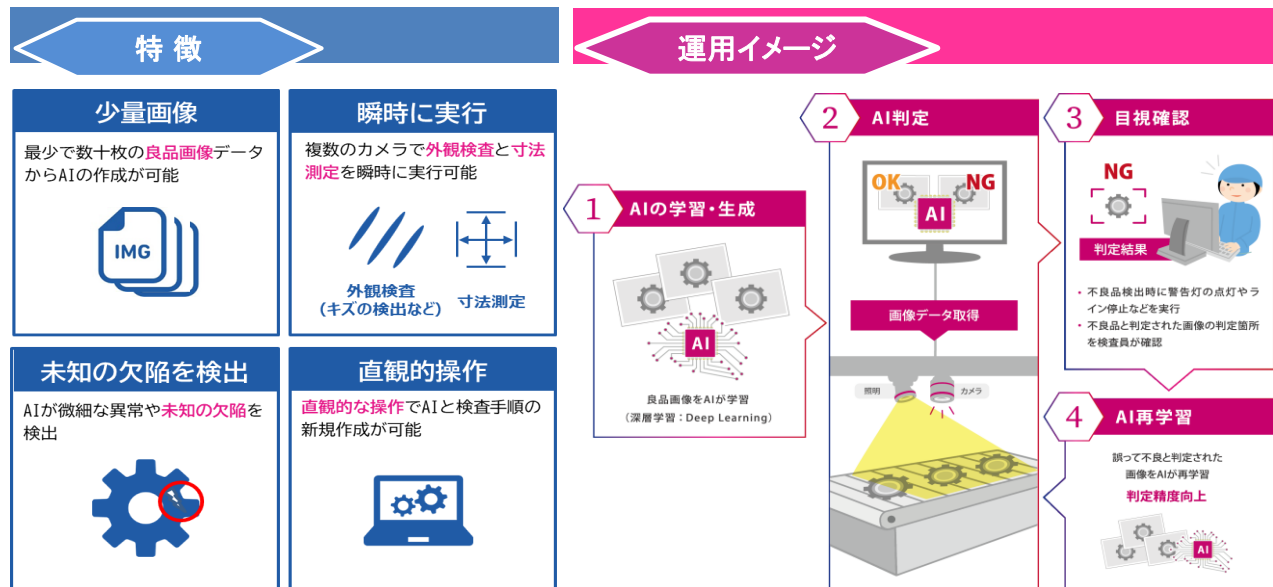 特 徴
少量画像
最少で数十枚の良品画像データ
からAIの作成が可能
IMG
瞬時に実行
複数のカメラで外観検査と寸法
測定を瞬時に実行可能
外観検査
(キズの検出など)
寸法測定
未知の欠陥を検出
AIが微細な異常や未知の欠陥を
検出
直観的操作
直観的な操作でAIと検査手順の
新規作成が可能
運用イメージ
1
AIの学習・生成
AI
良品画像をAIが学習
(深層学習：Deep Learning)
2
AI判定
OK
NG
AI
画像データ取得
照明
カメラ
3
目視確認
NG
判定結果
・不良品検出時に警告灯の点灯やラ
イン停止などを実行
・不良品と判定された画像の判定箇所
を検査員が確認
4
AI再学習
誤って不良と判定された
画像をAIが再学習
判定精度向上
AI